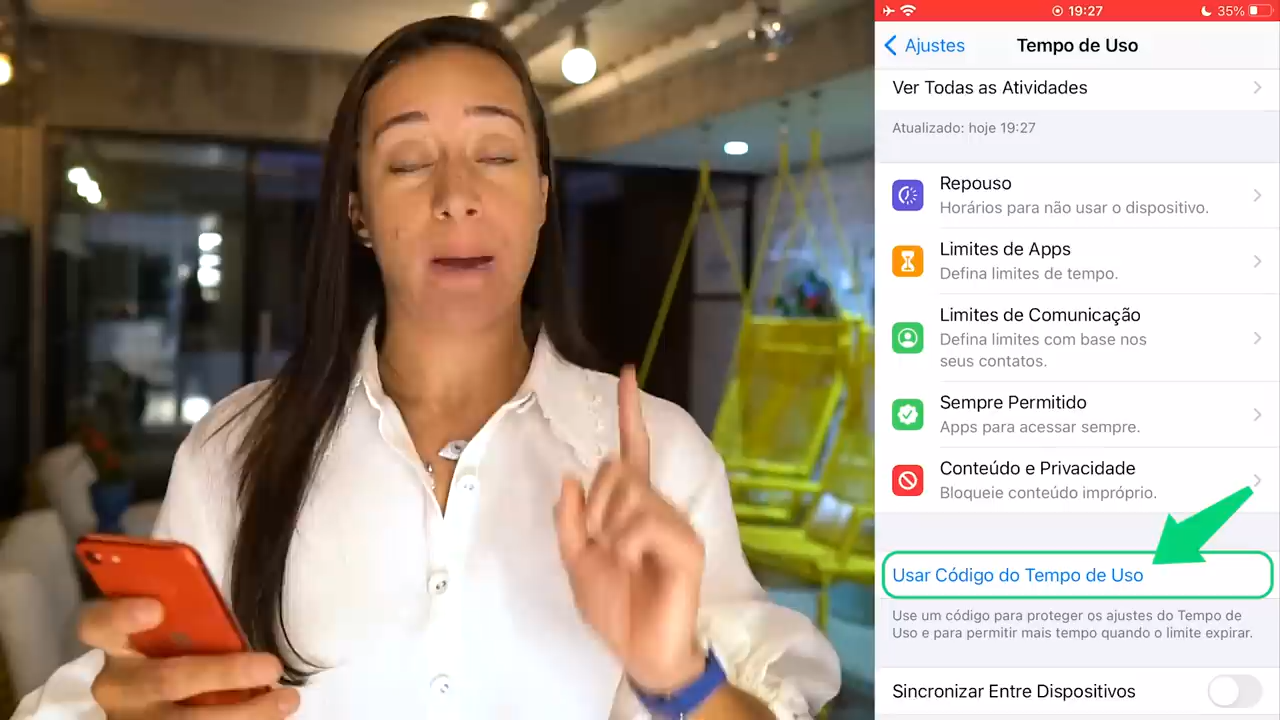 19:27
35%
Ajustes
Tempo de Uso
Ver Todas as Atividades
Atualizado: hoje 19:27
Repouso
Horários para não usar o dispositivo.
Limites de Apps
Defina limites de tempo.
Limites de Comunicação
Defina limites com base nos
seus contatos.
Sempre Permitido
Apps para acessar sempre.
Conteúdo e Privacidade
Bloqueie conteúdo impróprio.
Usar Código do Tempo de Uso
Use um código para proteger os ajustes do Tempo de
Uso e para permitir mais tempo quando o limite expirar.
Sincronizar Entre Dispositivos